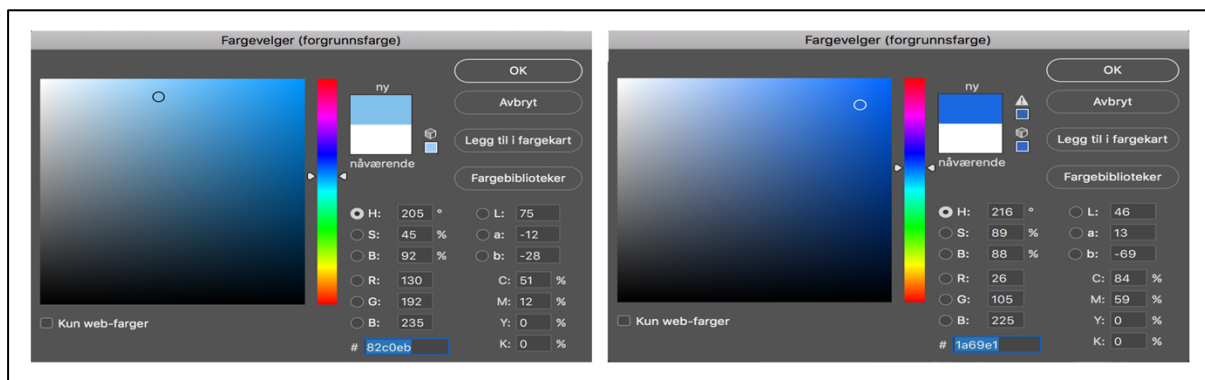 Fargevelger (forgrunnsfarge)
ny
nåværende
OK
Avbryt
Legg til i fargekart
Fargebiblioteker
H: 205 °
S: 45 %
B: 92 %
R: 130
G: 192
B: 235
# 82c0eb
L: 75
a: -12
b: -28
C: 51 %
M: 12 %
Y: 0 %
K: 0 %
Kun web-farger
Fargevelger (forgrunnsfarge)
ny
nåværende
OK
Avbryt
Legg til i fargekart
Fargebiblioteker
H: 216 °
S: 89 %
B: 88 %
R: 26
G: 105
B: 225
# 1a69e1
L: 46
a: 13
b: -69
C: 84 %
M: 59 %
Y: 0 %
K: 0 %
Kun web-farger